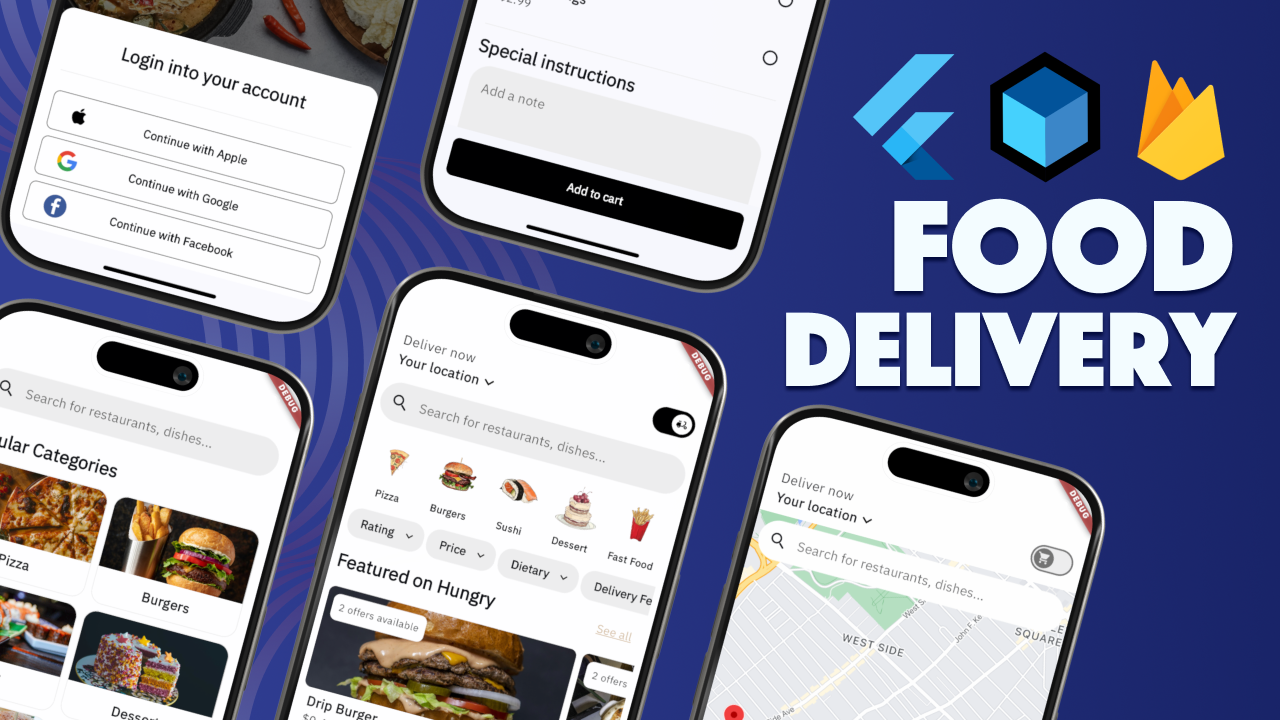 Login into your account
Continue with Apple
Continue with Google
Continue with Facebook
Special instructions
Add a note
Add to cart
FOOD
DELIVERY
DEBUG
Search for restaurants, dishes...
Categories
Pizza
Burgers
DEBUG
Deliver now
Your location
Search for restaurants, dishes...
Pizza
Burgers
Sushi
Dessert
Fast Food
Rating
Price
Dietary
Delivery Fe
Featured on Hungry
See all
2 offers available
2 offers
Drip Burger
DEBUG
Deliver now
Your location
Search for restaurants, dishes...
WEST SIDE
SQUARE
West S
John F. Ke